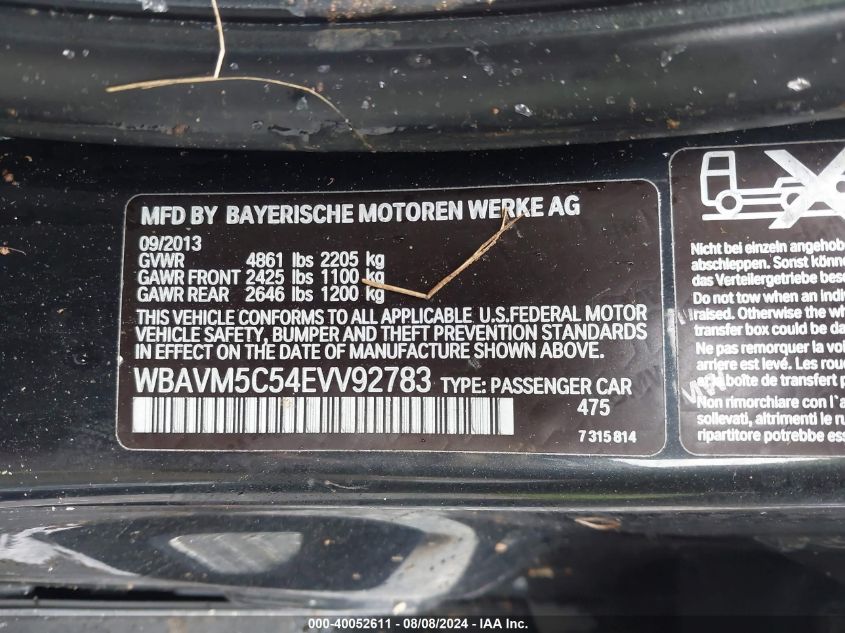 MFD BY BAYERISCHE MOTOREN WERKE AG
09/2013
GVWR 4861 lbs 2205 kg
GAWR FRONT 2425 lbs 1100 kg
GAWR REAR 2646 lbs 1200 kg
THIS VEHICLE CONFORMS TO ALL APPLICABLE U.S.FEDERAL MOTOR
VEHICLE SAFETY, BUMPER AND THEFT PREVENTION STANDARDS
IN EFFECT ON THE DATE OF MANUFACTURE SHOWN ABOVE.
WBAVM5C54EVV92783 TYPE: PASSENGER CAR
475
7 315 814
Nicht bei einzeln angehob
abschleppen. Sonst könne
das Verteilergetriebe besc
Do not tow when an indi
raised. Otherwise the wh
transfer box could be da
Ne pas remorquer la voi
arrière est levé. Les roue
et boîte de transfert
Non rimorchiare con l'a
sollevati, altrimenti le ru
ripartitore potrebbe ess
000-40052611 - 08/08/2024 - IAA Inc.